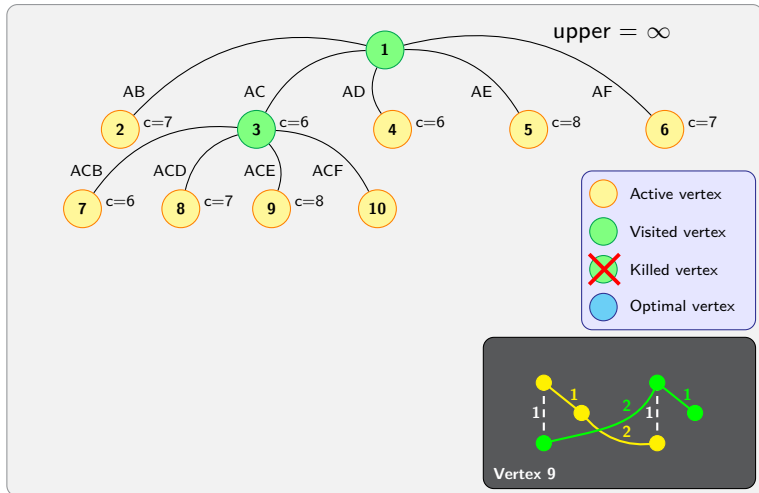 upper = ∞
1
AB
AC
AD
AE
AF
2
c=7
3
c=6
4
c=6
5
c=8
6
c=7
ACB
ACD
ACE
ACF
7
c=6
8
c=7
9
c=8
10
Active vertex
Visited vertex
Killed vertex
Optimal vertex
1
2
1
1
1
2
Vertex 9